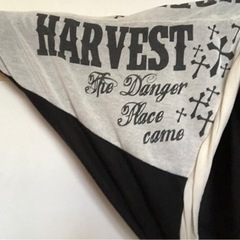 HARVEST
The Danger
Place
came